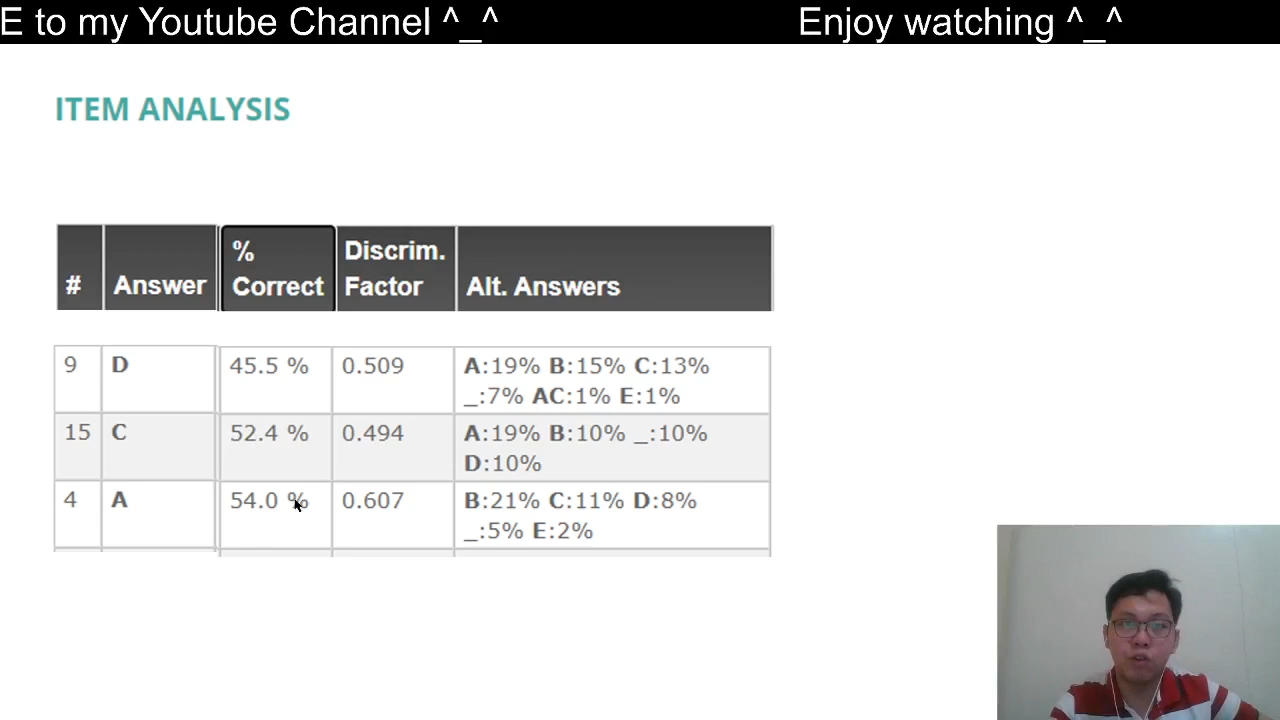 E to my Youtube Channel ^_^ Enjoy watching ^_^
ITEM ANALYSIS
# Answer % Correct Discrim. Factor Alt. Answers
9 D 45.5 % 0.509 A:19% B:15% C:13%
_:7% AC:1% E:1%
15 C 52.4 % 0.494 A:19% B:10% _:10%
D:10%
4 A 54.0 % 0.607 B:21% C:11% D:8%
_:5% E:2%